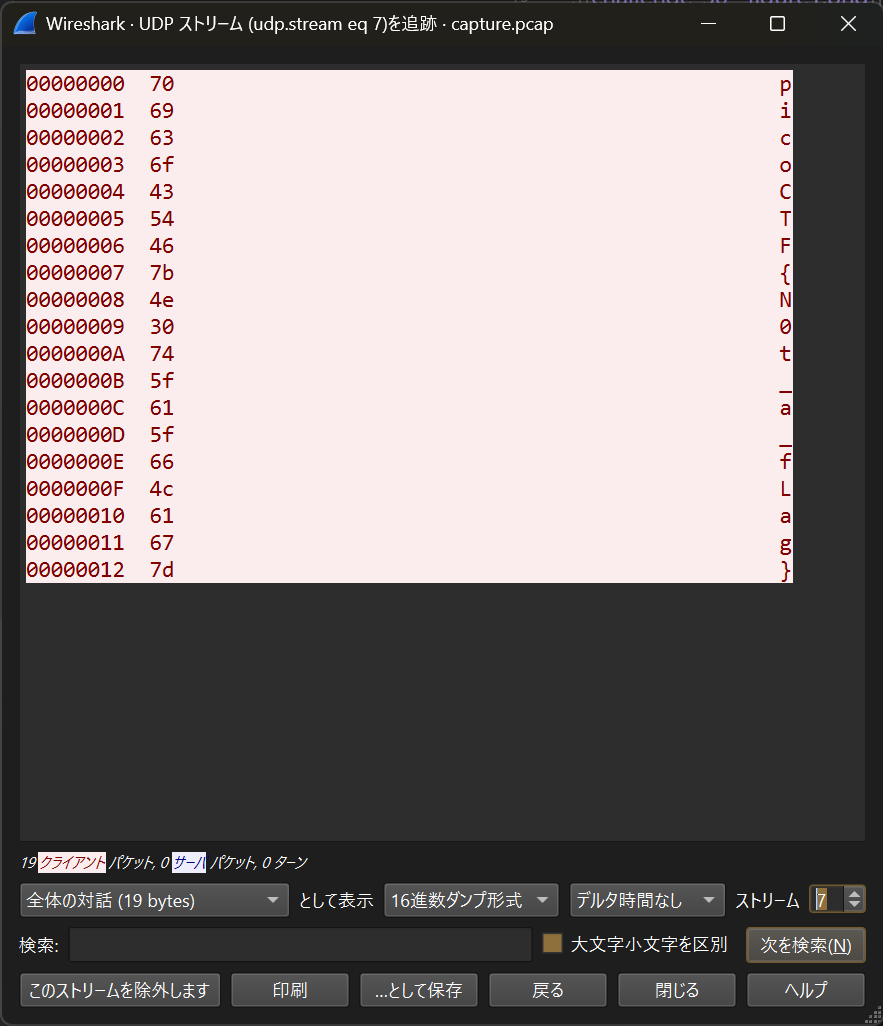 Wireshark · UDP ストリーム (udp.stream eq 7)を追跡 · capture.pcap
00000000 70 p
00000001 69 i
00000002 63 c
00000003 6f o
00000004 43 C
00000005 54 T
00000006 46 F
00000007 7b {
00000008 4e N
00000009 30 0
0000000A 74 t
0000000B 5f _
0000000C 61 a
0000000D 5f _
0000000E 66 f
0000000F 4c L
00000010 61 a
00000011 67 g
00000012 7d }
19 クライアント パケット, 0 サーバ パケット, 0 ターン
全体の対話 (19 bytes) として表示 16進数ダンプ形式 デルタ時間なし ストリーム 7
検索: 大文字小文字を区別 次を検索(N)
このストリームを除外します 印刷 …として保存 戻る 閉じる ヘルプ